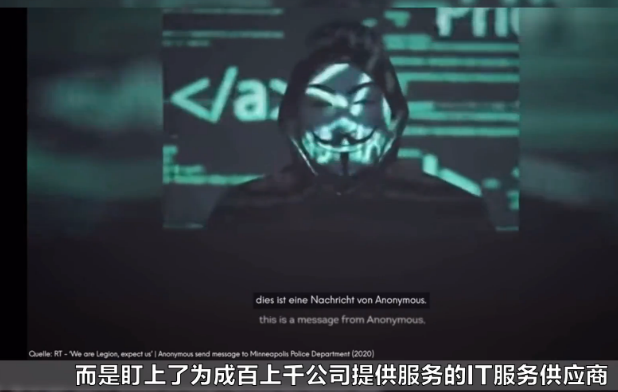 </a>
dies ist eine Nachricht von Anonymous.
this is a message from Anonymous.
Quelle: RT - 'We are Legion, expect us' | Anonymous send message to Minneapolis Police Department (2020)
而是盯上了为成百上千公司提供服务的IT服务供应商